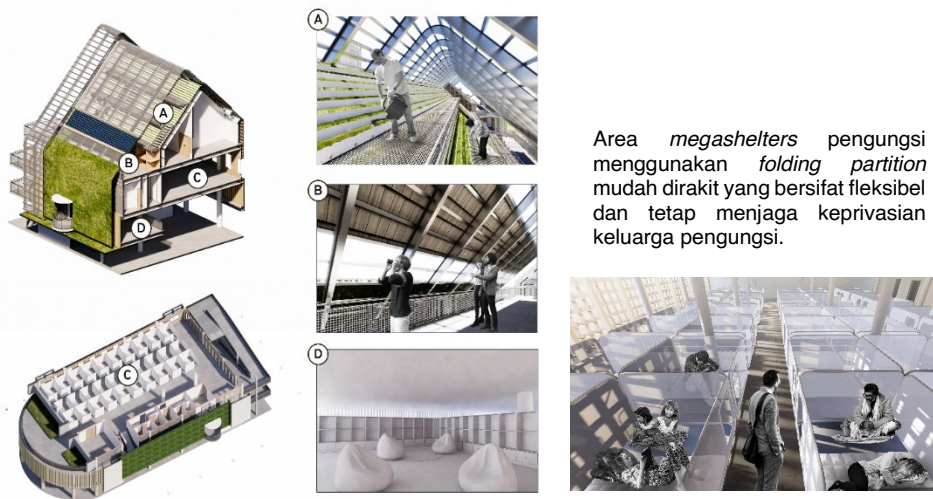 A
B
C
D
C
A
B
D
Area megashelters pengungsi
menggunakan folding partition
mudah dirakit yang bersifat fleksibel
dan tetap menjaga keprivasian
keluarga pengungsi.